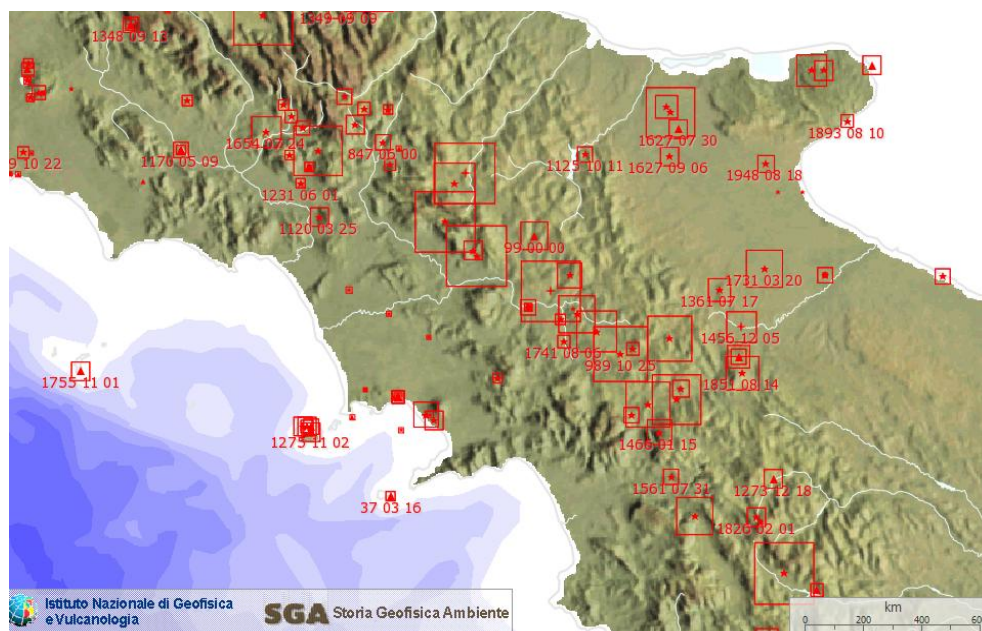 1349 09 09
1348 09 13
1893 08 10
1654 07 24
1627 07 30
9 10 22
1170 05 09
847 06 00
1125 10 11
1627 09 06
1948 08 18
1231 06 01
1120 03 25
99 00 00
1731 03 20
1361 07 17
1456 12 05
1741 08 06
989 10 25
1755 11 01
1851 08 14
1275 11 02
1466 01 15
37 03 16
1561 07 31
1273 12 18
1826 02 01
Istituto Nazionale di Geofisica
e Vulcanologia
SGA Storia Geofisica Ambiente
km
0 200 400 60